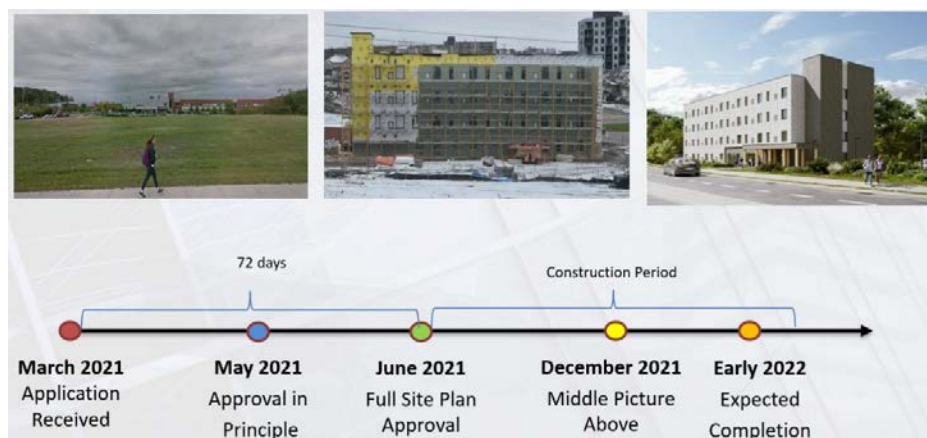 72 days
Construction Period
March 2021
Application
Received
May 2021
Approval in
Principle
June 2021
Full Site Plan
Approval
December 2021
Middle Picture
Above
Early 2022
Expected
Completion